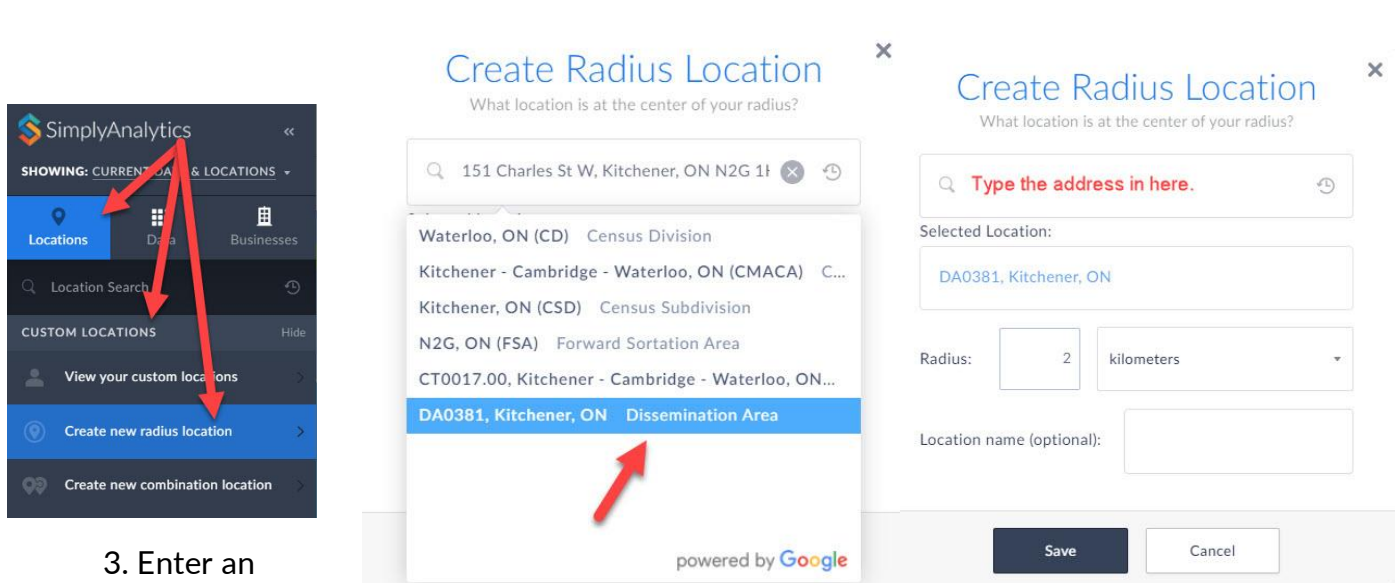 SimplyAnalytics «
SHOWING: CURRENT DATA & LOCATIONS
Locations Data Businesses
Location Search
CUSTOM LOCATIONS Hide
View your custom locations
Create new radius location
Create new combination location
3. Enter an
Create Radius Location
What location is at the center of your radius?
151 Charles St W, Kitchener, ON N2G 1H
Waterloo, ON (CD) Census Division
Kitchener - Cambridge - Waterloo, ON (CMACA) C...
Kitchener, ON (CSD) Census Subdivision
N2G, ON (FSA) Forward Sortation Area
CT0017.00, Kitchener - Cambridge - Waterloo, ON...
DA0381, Kitchener, ON Dissemination Area
powered by Google
Create Radius Location
What location is at the center of your radius?
Type the address in here.
Selected Location:
DA0381, Kitchener, ON
Radius: 2 kilometers
Location name (optional):
Save Cancel